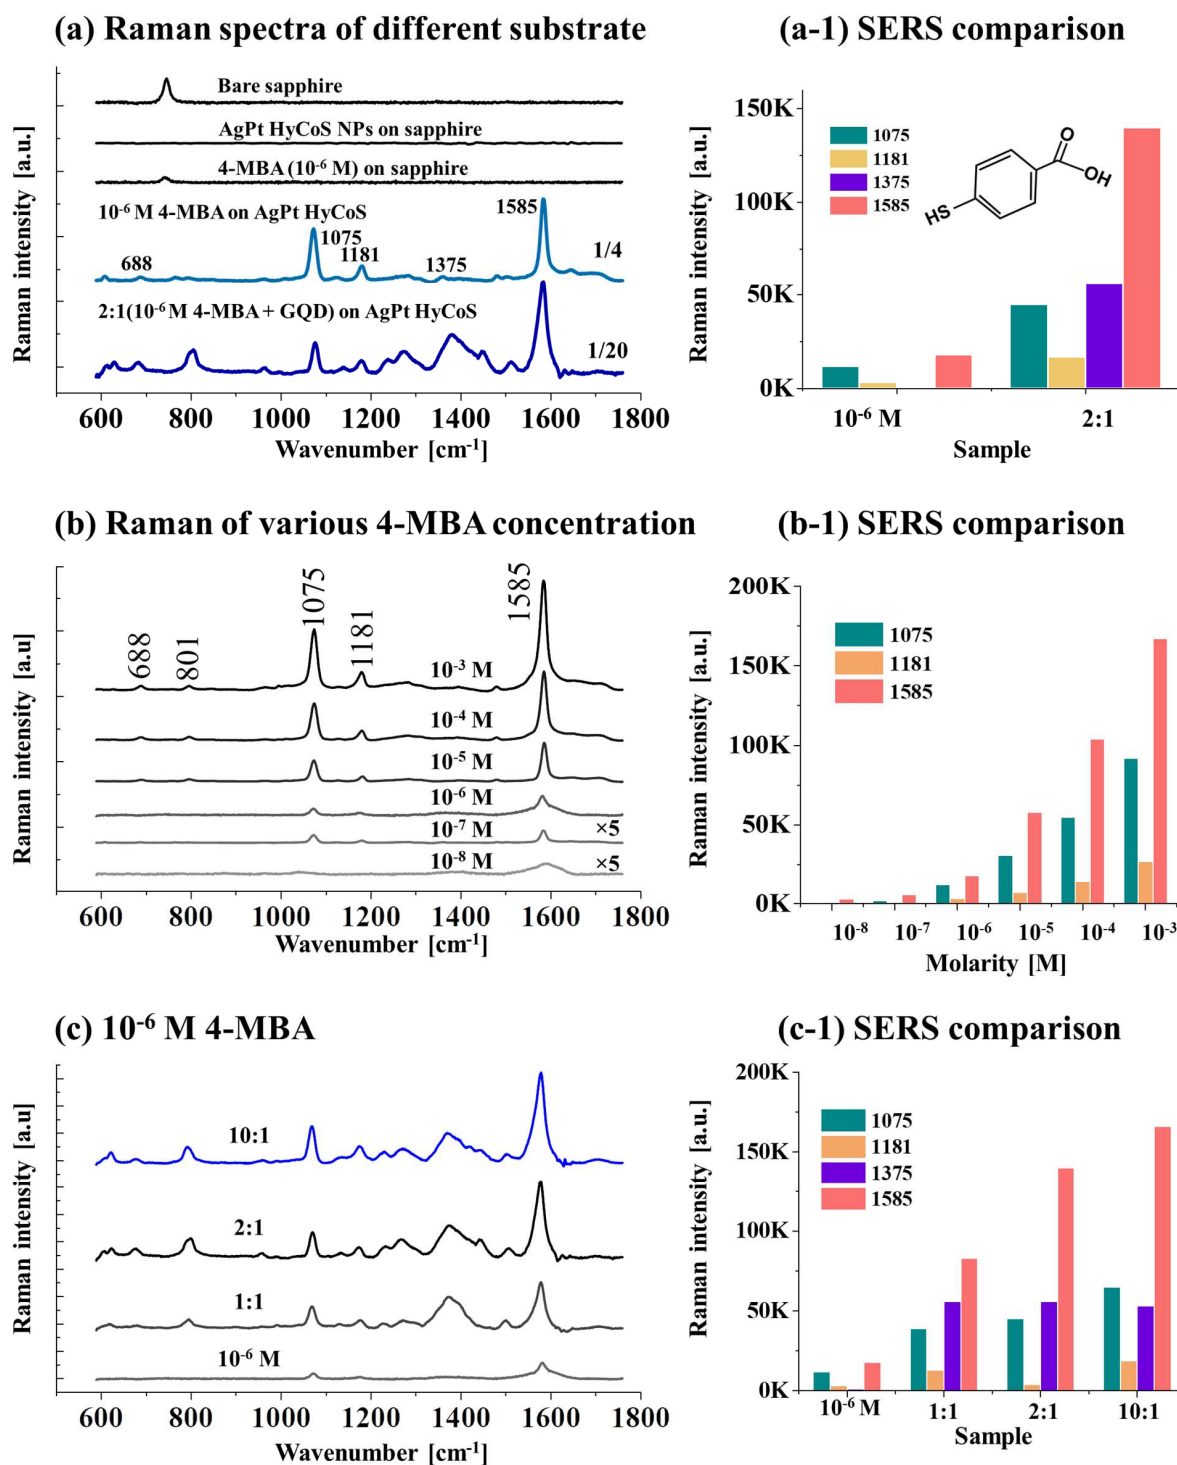 (a) Raman spectra of different substrate
Raman intensity [a.u.]
Bare sapphire
AgPt HyCoS NPs on sapphire
4-MBA (10⁻⁶ M) on sapphire
10⁻⁶ M 4-MBA on AgPt HyCoS
688
1075
1181
1375
1585
1/4
2:1(10⁻⁶ M 4-MBA + GQD) on AgPt HyCoS
1/20
600 800 1000 1200 1400 1600 1800
Wavenumber [cm⁻¹]
(a-1) SERS comparison
Raman intensity [a.u.]
150K
100K
50K
0K
1075
1181
1375
1585
HS
O
OH
10⁻⁶ M 2:1
Sample
(b) Raman of various 4-MBA concentration
Raman intensity [a.u]
688
801
1075
1181
1585
10⁻³ M
10⁻⁴ M
10⁻⁵ M
10⁻⁶ M
10⁻⁷ M ×5
10⁻⁸ M ×5
600 800 1000 1200 1400 1600 1800
Wavenumber [cm⁻¹]
(b-1) SERS comparison
Raman intensity [a.u.]
200K
150K
100K
50K
0K
1075
1181
1585
10⁻⁸ 10⁻⁷ 10⁻⁶ 10⁻⁵ 10⁻⁴ 10⁻³
Molarity [M]
(c) 10⁻⁶ M 4-MBA
Raman intensity [a.u]
10:1
2:1
1:1
10⁻⁶ M
600 800 1000 1200 1400 1600 1800
Wavenumber [cm⁻¹]
(c-1) SERS comparison
Raman intensity [a.u.]
200K
150K
100K
50K
0K
1075
1181
1375
1585
10⁻⁶ M 1:1 2:1 10:1
Sample